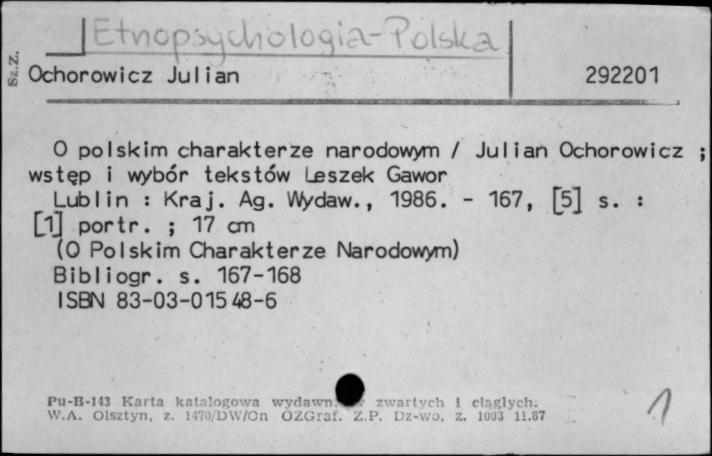 Etnopsychologia-Polska
Sz.Z.
Ochorowicz Julian 292201
O polskim charakterze narodowym / Julian Ochorowicz ;
wstęp i wybór tekstów Leszek Gawor
Lublin : Kraj. Ag. Wydaw., 1986. - 167, [5] s. :
[1] portr. ; 17 cm
(O Polskim Charakterze Narodowym)
Bibliogr. s. 167-168
ISBN 83-03-01548-6
Pu-B-143 Karta katalogowa wydawn. zwartych i ciągłych.
W.A. Olsztyn, z. 1470/DW/On OZGraf. Z.P. Dz-wo, z. 1003 11.87
1